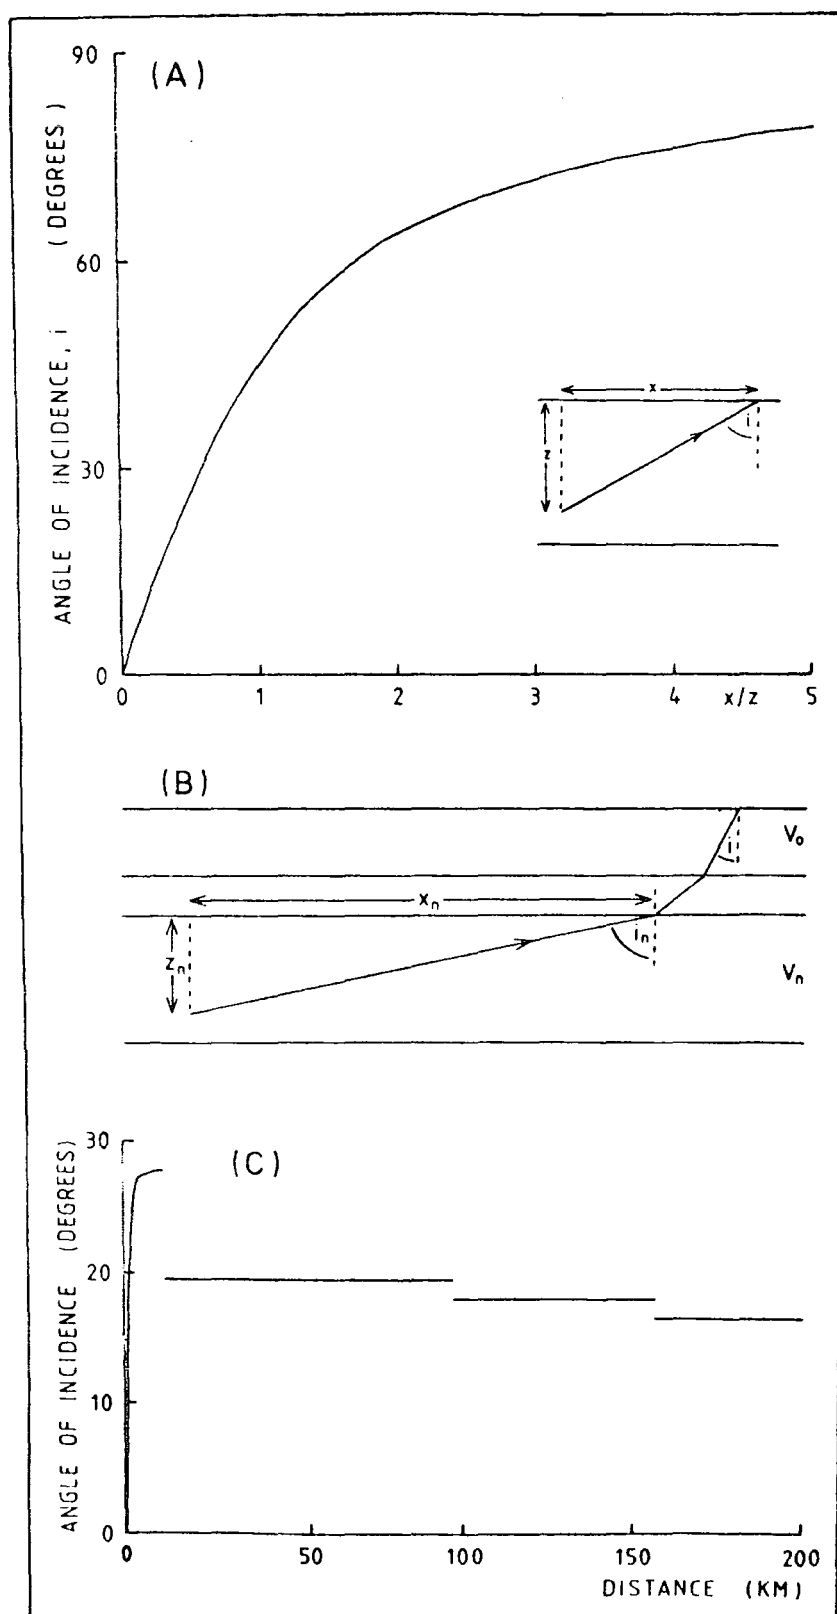 (A)
90
60
30
0
ANGLE OF INCIDENCE, i (DEGREES)
x
z
i
0 1 2 3 4 x/z 5
(B)
V₀
xₙ
iₙ
zₙ
Vₙ
i
(C)
30
20
10
0
ANGLE OF INCIDENCE (DEGREES)
0 50 100 150 200
DISTANCE (KM)